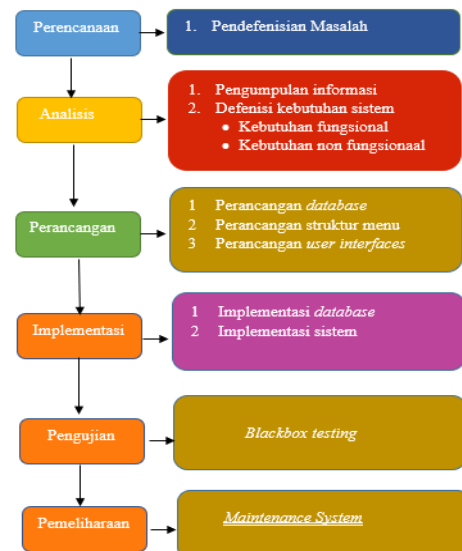 Perencanaan
1. Pendefenisian Masalah
Analisis
1. Pengumpulan informasi
2. Defenisi kebutuhan sistem
• Kebutuhan fungsional
• Kebutuhan non fungsionaal
Perancangan
1 Perancangan database
2 Perancangan struktur menu
3 Perancangan user interfaces
Implementasi
1 Implementasi database
2 Implementasi sistem
Pengujian
Blackbox testing
Pemeliharaan
Maintenance System